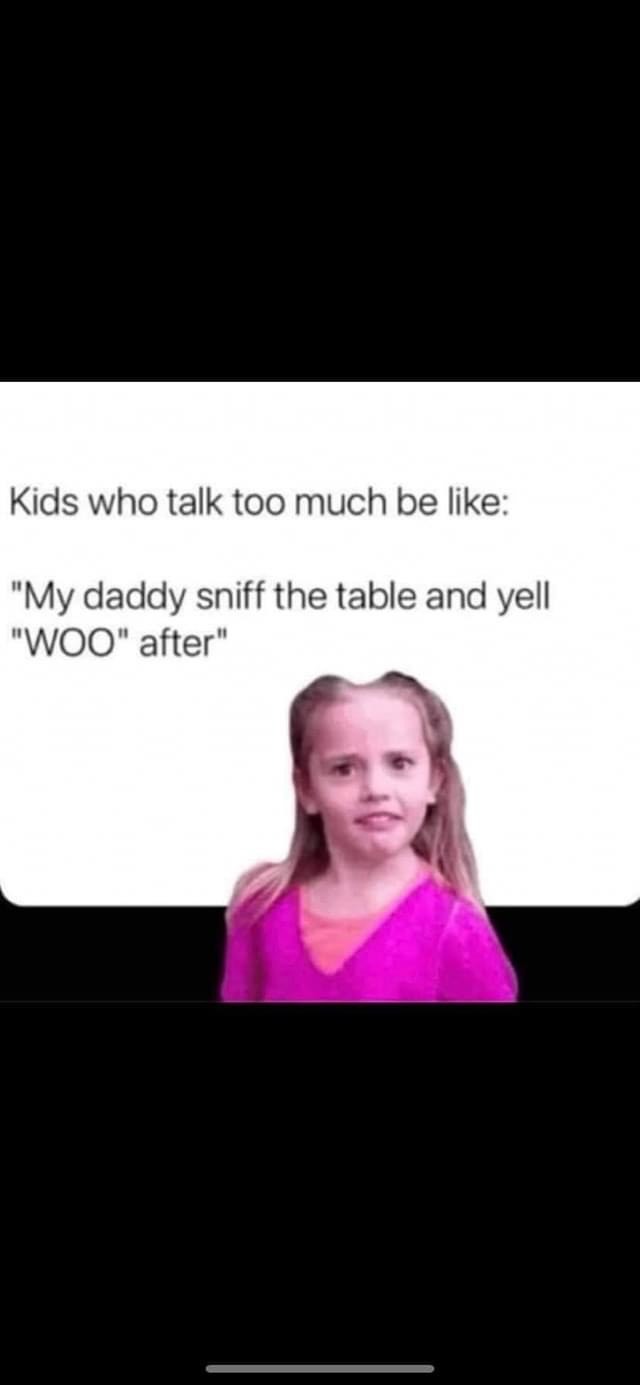 Kids who talk too much be like:
"My daddy sniff the table and yell
"WOO" after"